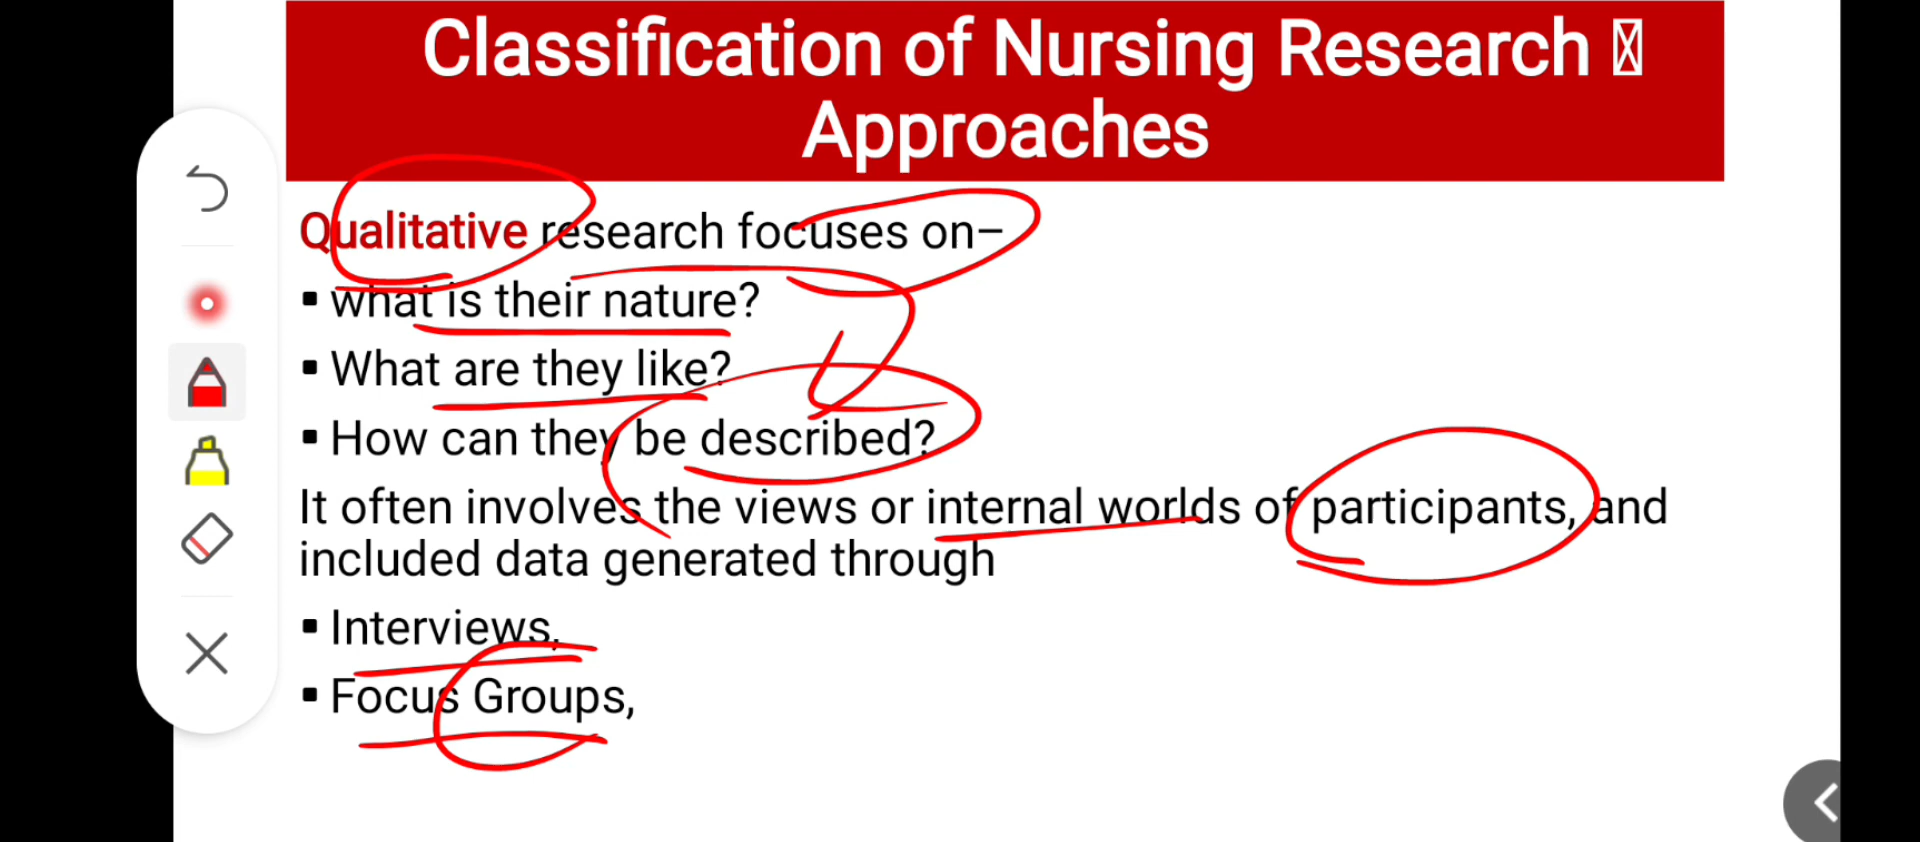 Classification of Nursing Research
Approaches
Qualitative research focuses on–
▪ what is their nature?
▪ What are they like?
▪ How can they be described?
It often involves the views or internal worlds of participants, and
included data generated through
▪ Interviews,
▪ Focus Groups,